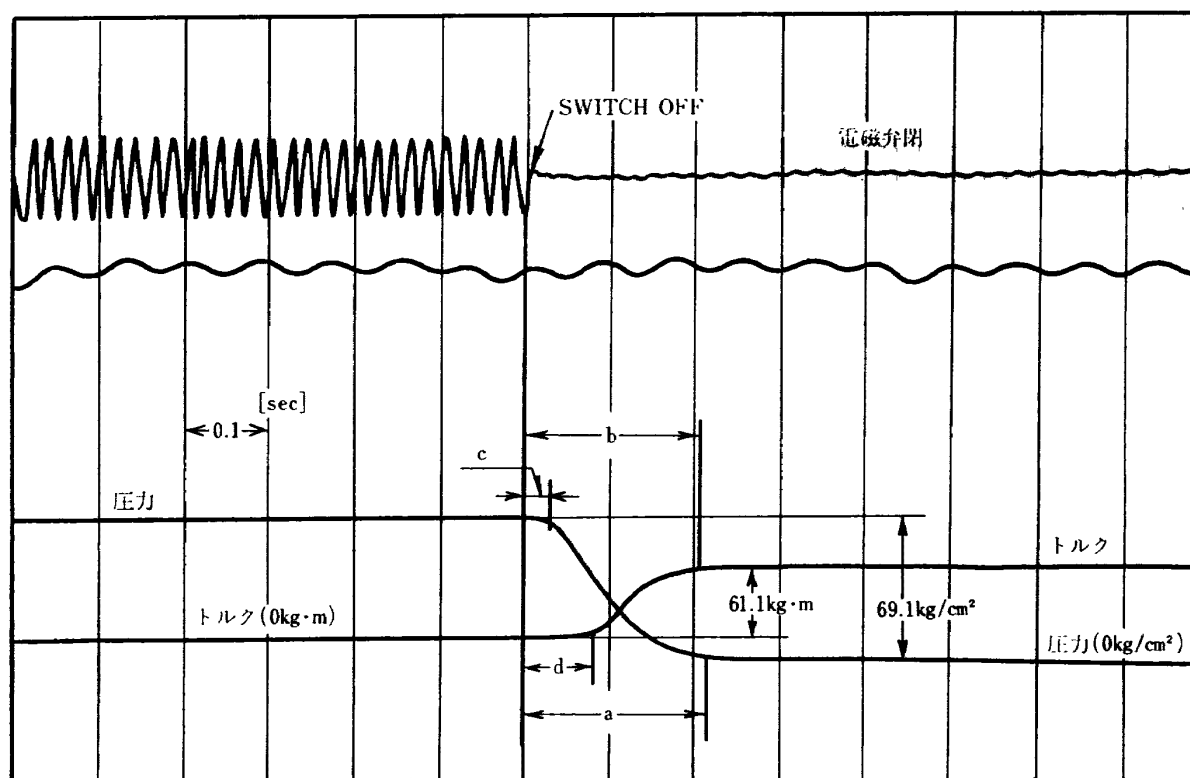 SWITCH OFF
電磁弁閉
[sec]
0.1
b
c
圧力
トルク
トルク(0kg·m)
61.1kg·m
69.1kg/cm²
圧力(0kg/cm²)
d
a